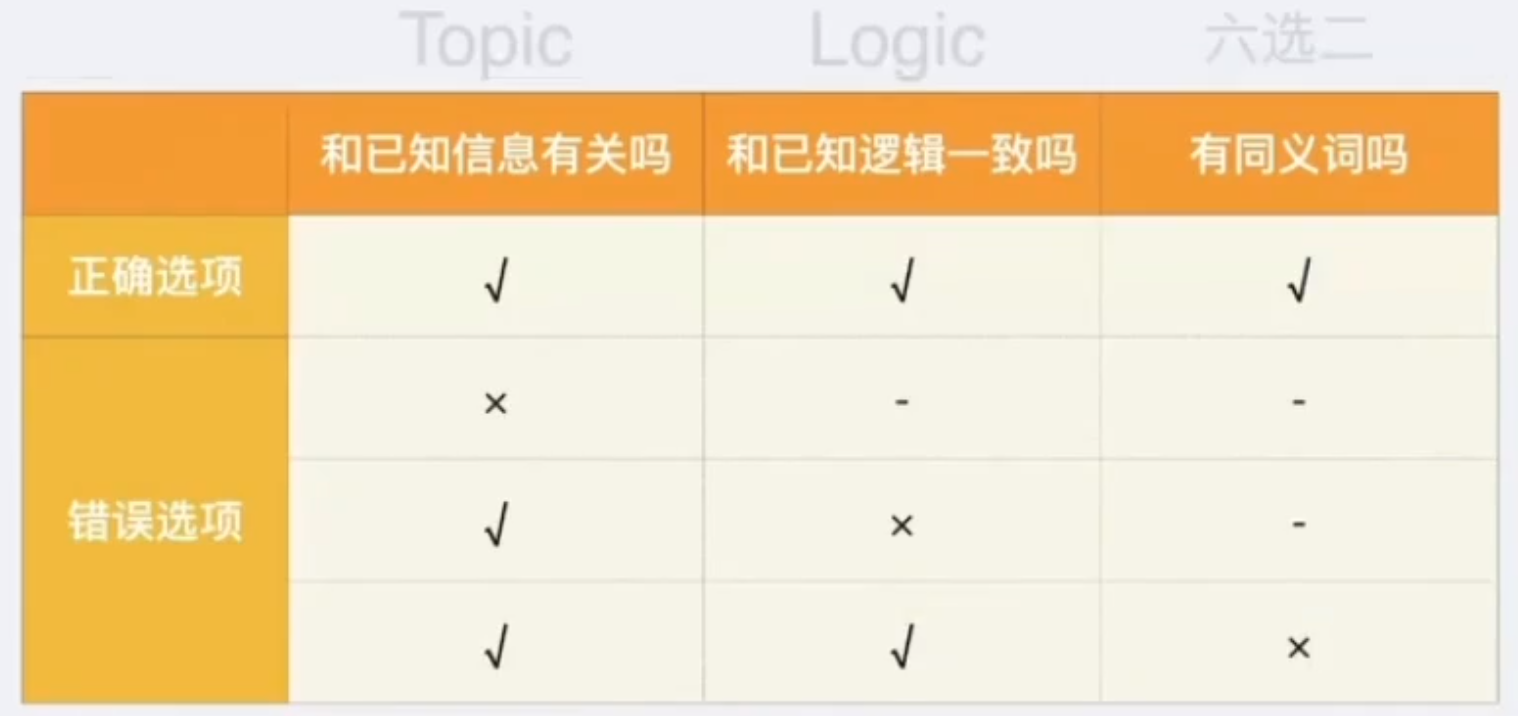 Topic Logic 六选二
和已知信息有关吗 和已知逻辑一致吗 有同义词吗
正确选项 √ √ √
× - -
错误选项 √ × -
√ √ ×